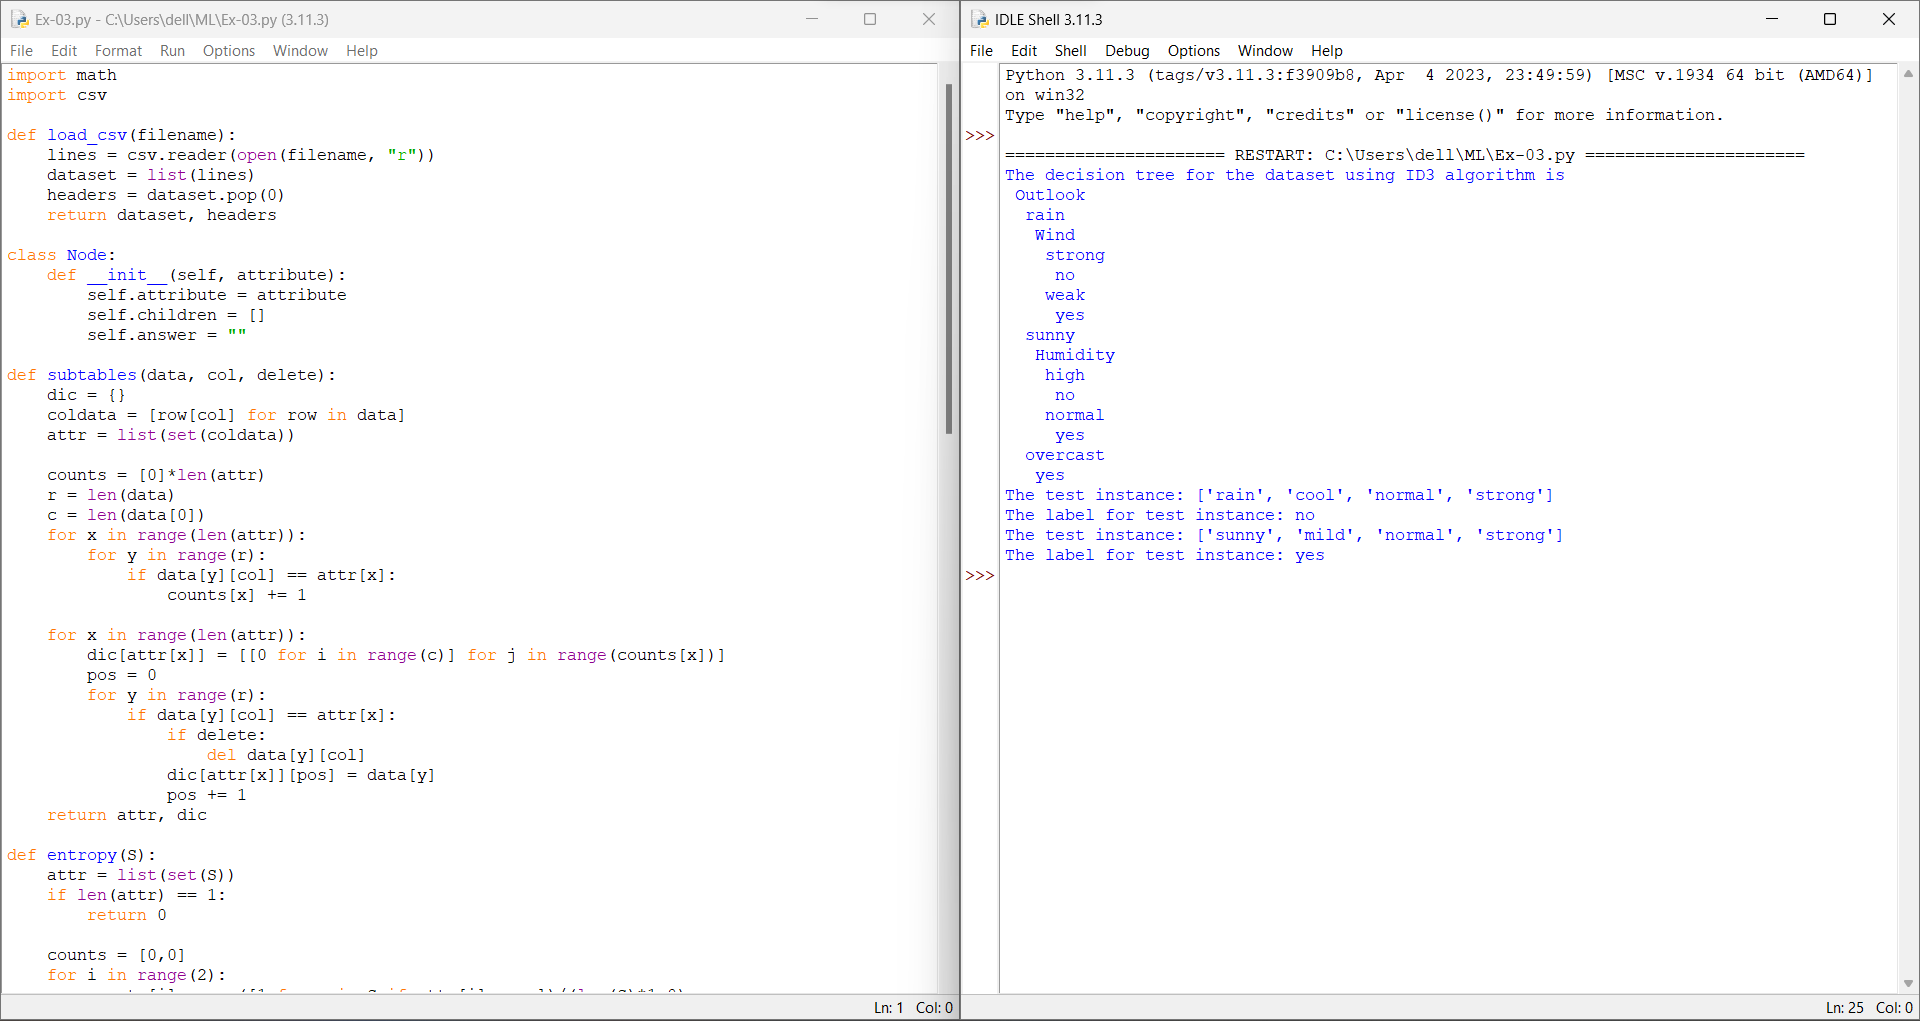 Ex-03.py - C:\Users\dell\ML\Ex-03.py (3.11.3)
File Edit Format Run Options Window Help
import math
import csv

def load_csv(filename):
    lines = csv.reader(open(filename, "r"))
    dataset = list(lines)
    headers = dataset.pop(0)
    return dataset, headers

class Node:
    def __init__(self, attribute):
        self.attribute = attribute
        self.children = []
        self.answer = ""

def subtables(data, col, delete):
    dic = {}
    coldata = [row[col] for row in data]
    attr = list(set(coldata))

    counts = [0]*len(attr)
    r = len(data)
    c = len(data[0])
    for x in range(len(attr)):
        for y in range(r):
            if data[y][col] == attr[x]:
                counts[x] += 1

    for x in range(len(attr)):
        dic[attr[x]] = [[0 for i in range(c)] for j in range(counts[x])]
        pos = 0
        for y in range(r):
            if data[y][col] == attr[x]:
                if delete:
                    del data[y][col]
                dic[attr[x]][pos] = data[y]
                pos += 1
    return attr, dic

def entropy(S):
    attr = list(set(S))
    if len(attr) == 1:
        return 0

    counts = [0,0]
    for i in range(2):
Ln: 1 Col: 0
IDLE Shell 3.11.3
File Edit Shell Debug Options Window Help
Python 3.11.3 (tags/v3.11.3:f3909b8, Apr  4 2023, 23:49:59) [MSC v.1934 64 bit (AMD64)]
on win32
Type "help", "copyright", "credits" or "license()" for more information.
>>>
====================== RESTART: C:\Users\dell\ML\Ex-03.py ======================
The decision tree for the dataset using ID3 algorithm is
 Outlook
  rain
   Wind
    strong
     no
    weak
     yes
  sunny
   Humidity
    high
     no
    normal
     yes
  overcast
   yes
The test instance: ['rain', 'cool', 'normal', 'strong']
The label for test instance: no
The test instance: ['sunny', 'mild', 'normal', 'strong']
The label for test instance: yes
>>>
Ln: 25 Col: 0